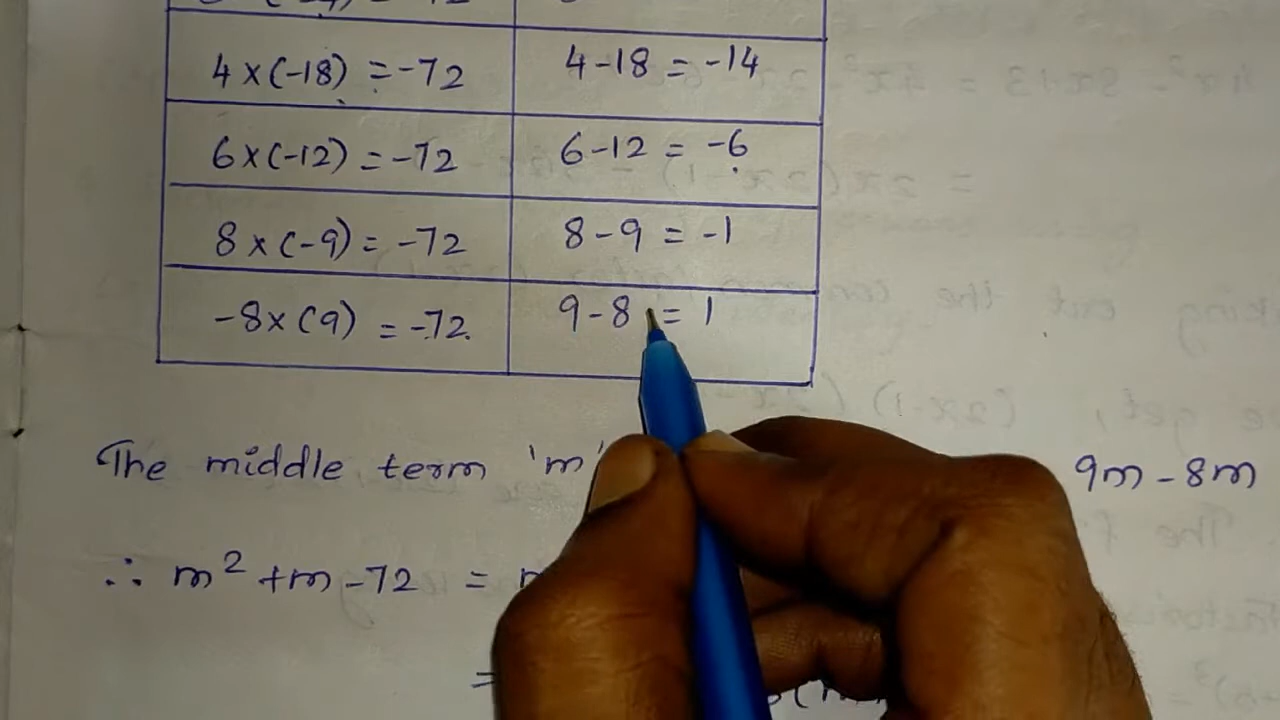 4 x (-18) = -72 4 - 18 = -14
6 x (-12) = -72 6 - 12 = -6
8 x (-9) = -72 8 - 9 = -1
-8 x (9) = -72 9 - 8 = 1
The middle term 'm' 9m - 8m
∴ m² + m - 72 =
=